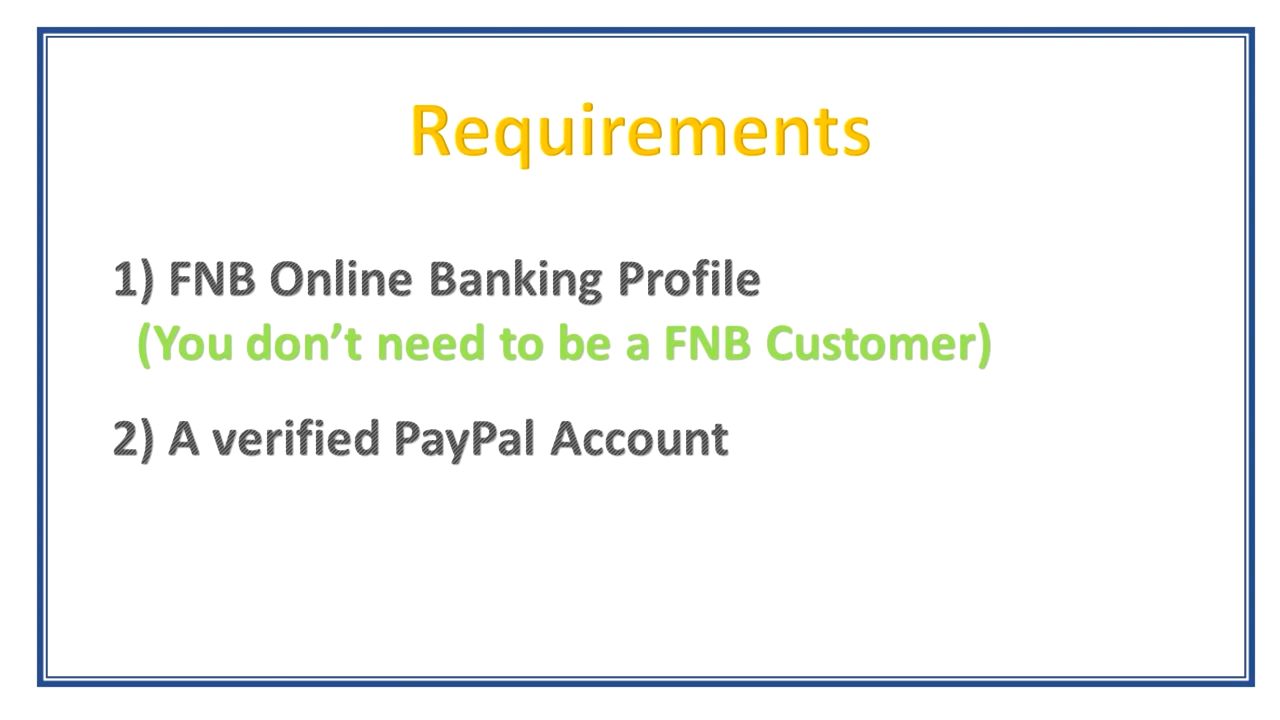 Requirements
1) FNB Online Banking Profile
(You don’t need to be a FNB Customer)
2) A verified PayPal Account